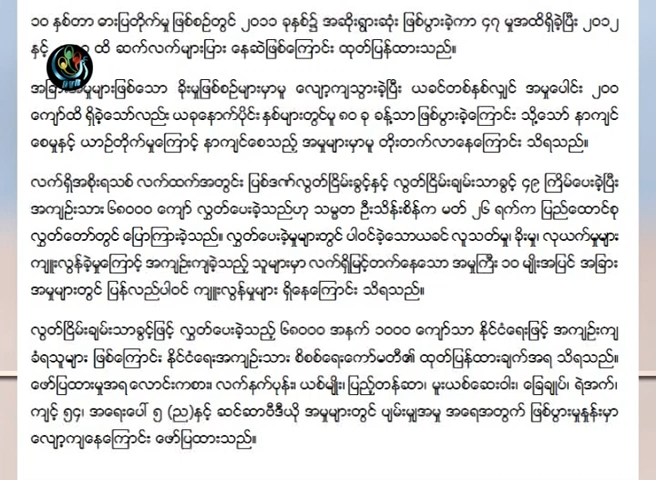 ၁၀ နှစ်တာ ဓားပြတိုက်မှု ဖြစ်စဉ်တွင် ၂၀၁၁ ခုနှစ်၌ အဆိုးရွားဆုံး ဖြစ်ပွားခဲ့ကာ ၄၇ မှုအထိရှိခဲ့ပြီး ၂၀၁၂
နှင့် ထိ ဆက်လက်များပြား နေဆဲဖြစ်ကြောင်း ထုတ်ပြန်ထားသည်။
အခြားအမှုများဖြစ်သော ခိုးမှုဖြစ်စဉ်များမှာမူ လျော့ကျသွားခဲ့ပြီး ယခင်တစ်နှစ်လျှင် အမှုပေါင်း ၂၀၀
ကျော်ထိ ရှိခဲ့သော်လည်း ယခုနောက်ပိုင်း နှစ်များတွင်မူ ၈၀ ခု ခန့်သာ ဖြစ်ပွားခဲ့ကြောင်း သို့သော် နာကျင်
စေမှုနှင့် ယာဉ်တိုက်မှုကြောင့် နာကျင်စေသည့် အမှုများမှာမူ တိုးတက်လာနေကြောင်း သိရသည်။
လက်ရှိအစိုးရသစ် လက်ထက်အတွင်း ပြစ်ဒဏ်လွတ်ငြိမ်းခွင့်နှင့် လွတ်ငြိမ်းချမ်းသာခွင့် ၄၉ ကြိမ်ပေးခဲ့ပြီး
အကျဉ်းသား ၆၈၀၀၀ ကျော် လွှတ်ပေးခဲ့သည်ဟု သမ္မတ ဦးသိန်းစိန်က မတ် ၂၆ ရက်က ပြည်ထောင်စု
လွှတ်တော်တွင် ပြောကြားခဲ့သည်။ လွှတ်ပေးခဲ့မှုများတွင် ပါဝင်ခဲ့သောယခင် လူသတ်မှု၊ ခိုးမှု၊ လုယက်မှုများ
ကျူးလွန်ခဲ့မှုကြောင့် အကျဉ်းကျခဲ့သည့် သူများမှာ လက်ရှိမြင့်တက်နေသော အမှုကြီး ၁၀ မျိုးအပြင် အခြား
အမှုများတွင် ပြန်လည်ပါဝင် ကျူးလွန်မှုများ ရှိနေကြောင်း သိရသည်။
လွတ်ငြိမ်းချမ်းသာခွင့်ဖြင့် လွှတ်ပေးခဲ့သည့် ၆၈၀၀၀ အနက် ၁၀၀၀ ကျော်သာ နိုင်ငံရေးဖြင့် အကျဉ်းကျ
ခံရသူများ ဖြစ်ကြောင်း နိုင်ငံရေးအကျဉ်းသား စိစစ်ရေးကော်မတီ၏ ထုတ်ပြန်ထားချက်အရ သိရသည်။
ဖော်ပြထားမှုအရလောင်းကစား၊ လက်နက်ပုန်း၊ ယစ်မျိုး၊ ပြည့်တန်ဆာ၊ မူးယစ်ဆေးဝါး၊ ခြေချုပ်၊ ရဲအက်၊
ကျင့် ၅၄၊ အရေးပေါ် ၅ (ည)နှင့် ဆင်ဆာဗီဒီယို အမှုများတွင် ပျမ်းမျှအမှု အရေအတွက် ဖြစ်ပွားမှုနှုန်းမှာ
လျော့ကျနေကြောင်း ဖော်ပြထားသည်။